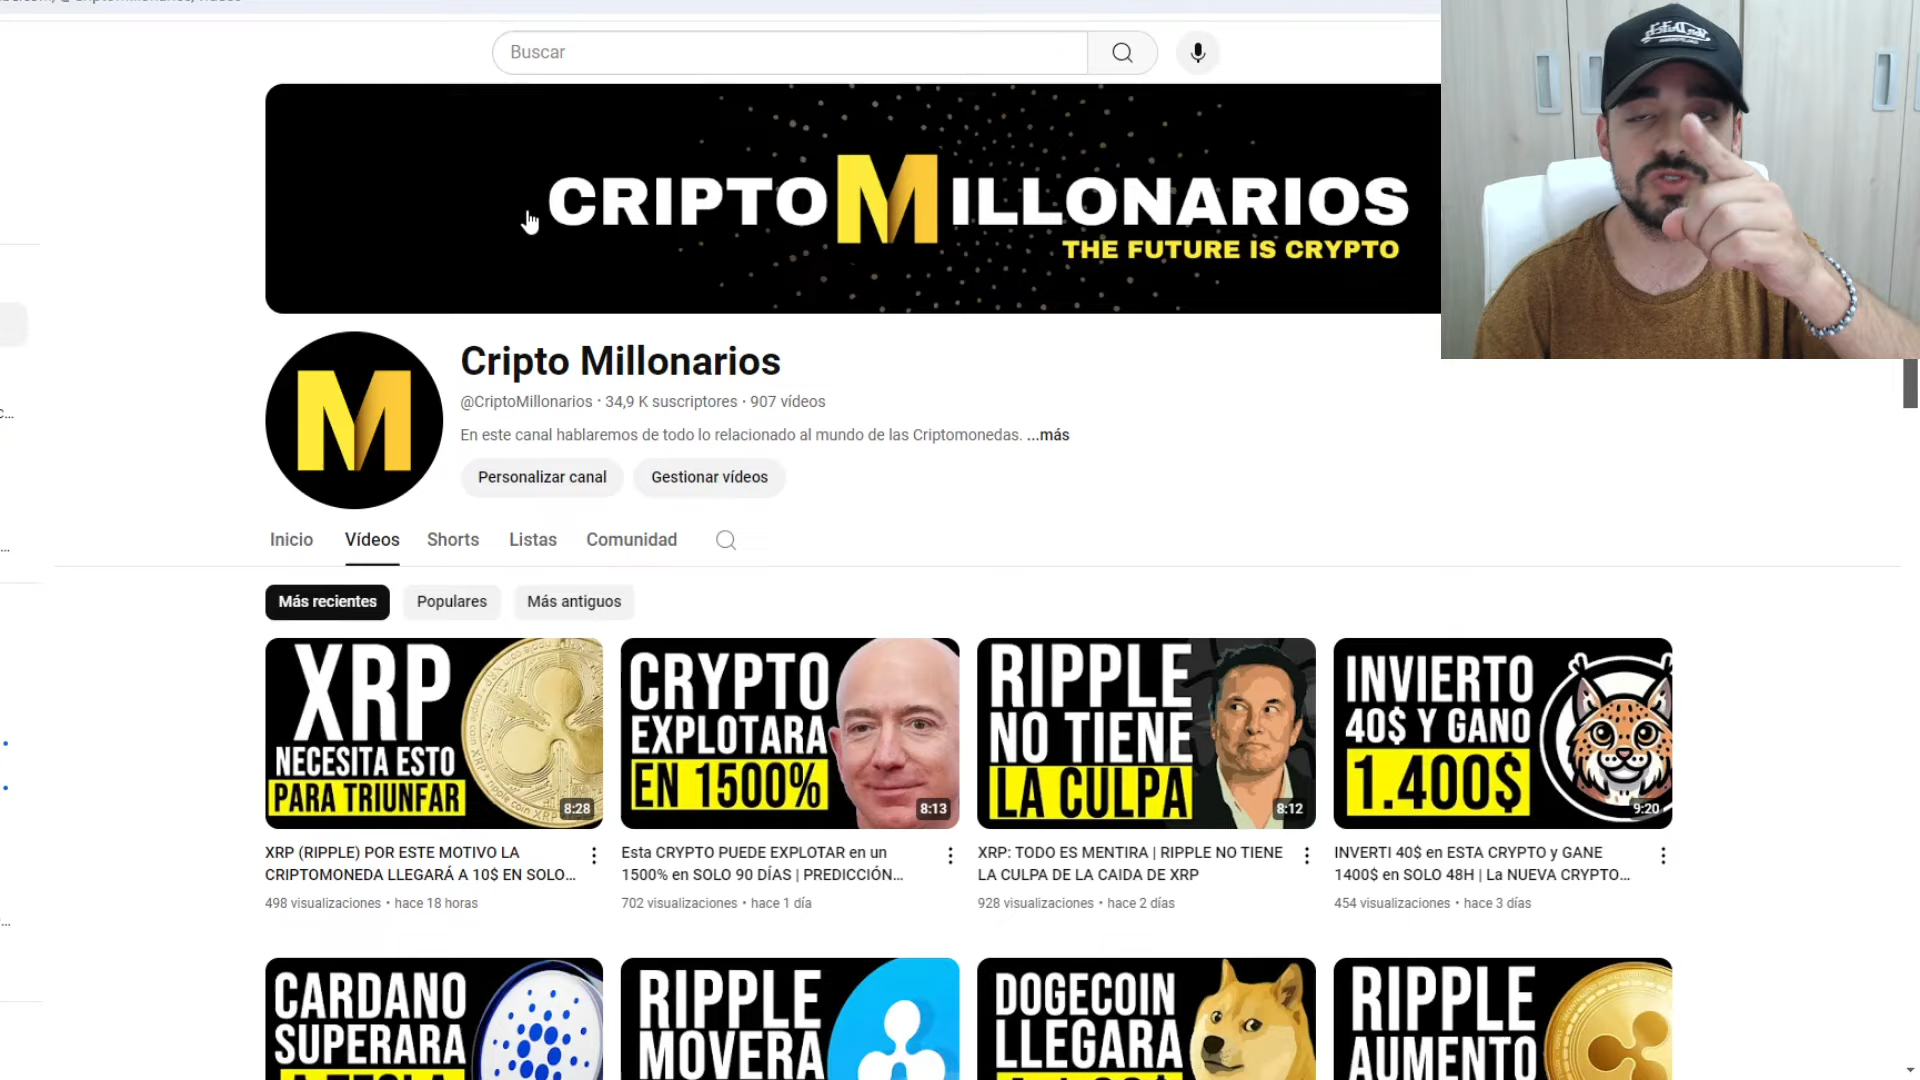 Buscar
CRIPTO MILLONARIOS
THE FUTURE IS CRYPTO
Cripto Millonarios
@CriptoMillonarios · 34,9 K suscriptores · 907 vídeos
En este canal hablaremos de todo lo relacionado al mundo de las Criptomonedas. ...más
Personalizar canal
Gestionar vídeos
Inicio
Vídeos
Shorts
Listas
Comunidad
Más recientes
Populares
Más antiguos
XRP
NECESITA ESTO
PARA TRIUNFAR
8:28
XRP (RIPPLE) POR ESTE MOTIVO LA
CRIPTOMONEDA LLEGARÁ A 10$ EN SOLO...
498 visualizaciones • hace 18 horas
CRYPTO
EXPLOTARA
EN 1500%
8:13
Esta CRYPTO PUEDE EXPLOTAR en un
1500% en SOLO 90 DÍAS | PREDICCIÓN...
702 visualizaciones • hace 1 día
RIPPLE
NO TIENE
LA CULPA
8:12
XRP: TODO ES MENTIRA | RIPPLE NO TIENE
LA CULPA DE LA CAIDA DE XRP
928 visualizaciones • hace 2 días
INVIERTO
40$ Y GANO
1.400$
9:20
INVERTI 40$ en ESTA CRYPTO y GANE
1400$ en SOLO 48H | La NUEVA CRYPTO...
454 visualizaciones • hace 3 días
CARDANO
SUPERARA
A TESLA
RIPPLE
MOVERA
DOGECOIN
LLEGARA
RIPPLE
AUMENTO